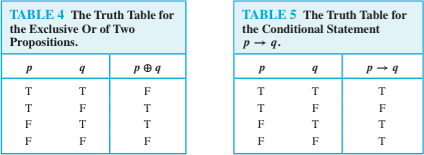 TABLE 4 The Truth Table for
the Exclusive Or of Two
Propositions.
p q p ⊕ q
T T F
T F T
F T T
F F F
TABLE 5 The Truth Table for
the Conditional Statement
p → q.
p q p → q
T T T
T F F
F T T
F F T